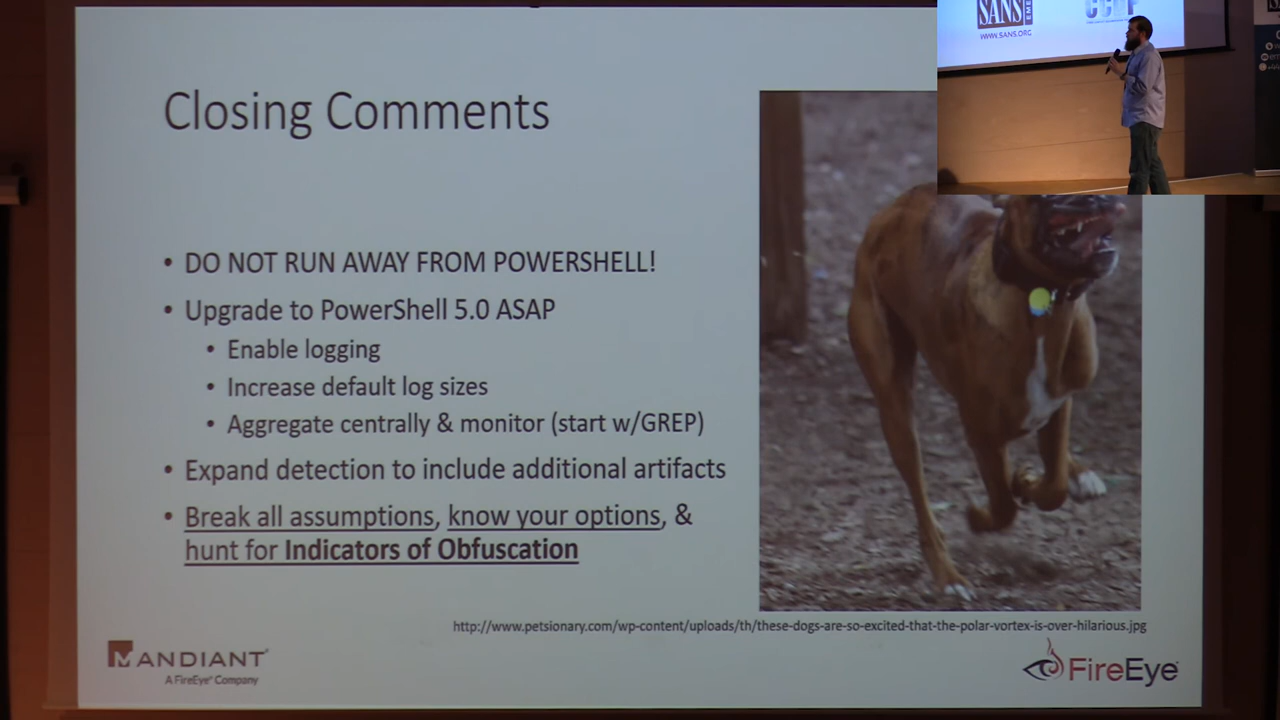 SANS
EME
WWW.SANS.ORG
Closing Comments
• DO NOT RUN AWAY FROM POWERSHELL!
• Upgrade to PowerShell 5.0 ASAP
• Enable logging
• Increase default log sizes
• Aggregate centrally & monitor (start w/GREP)
• Expand detection to include additional artifacts
• Break all assumptions, know your options, &
hunt for Indicators of Obfuscation
http://www.petsionary.com/wp-content/uploads/th/these-dogs-are-so-excited-that-the-polar-vortex-is-over-hilarious.jpg
MANDIANT®
A FireEye® Company
FireEye®